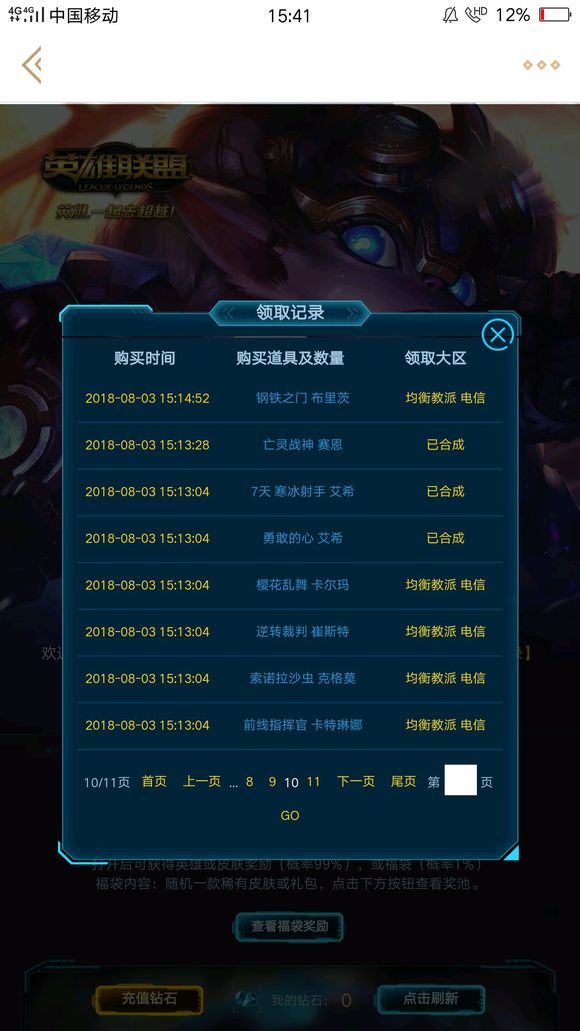 4G 4G 中国移动 15:41 HD 12%
英雄联盟
LEAGUE OF LEGENDS
英雄,一起去超越!
领取记录
购买时间 购买道具及数量 领取大区
2018-08-03 15:14:52 钢铁之门 布里茨 均衡教派 电信
2018-08-03 15:13:28 亡灵战神 赛恩 已合成
2018-08-03 15:13:04 7天 寒冰射手 艾希 已合成
2018-08-03 15:13:04 勇敢的心 艾希 已合成
2018-08-03 15:13:04 樱花乱舞 卡尔玛 均衡教派 电信
2018-08-03 15:13:04 逆转裁判 崔斯特 均衡教派 电信
2018-08-03 15:13:04 索诺拉沙虫 克格莫 均衡教派 电信
2018-08-03 15:13:04 前线指挥官 卡特琳娜 均衡教派 电信
10/11页 首页 上一页 ... 8 9 10 11 下一页 尾页 第 页
GO
打开后可获得英雄或皮肤奖励（概率99%），或福袋（概率1%）
福袋内容：随机一款稀有皮肤或礼包，点击下方按钮查看奖池。
查看福袋奖励
充值钻石 我的钻石： 0 点击刷新